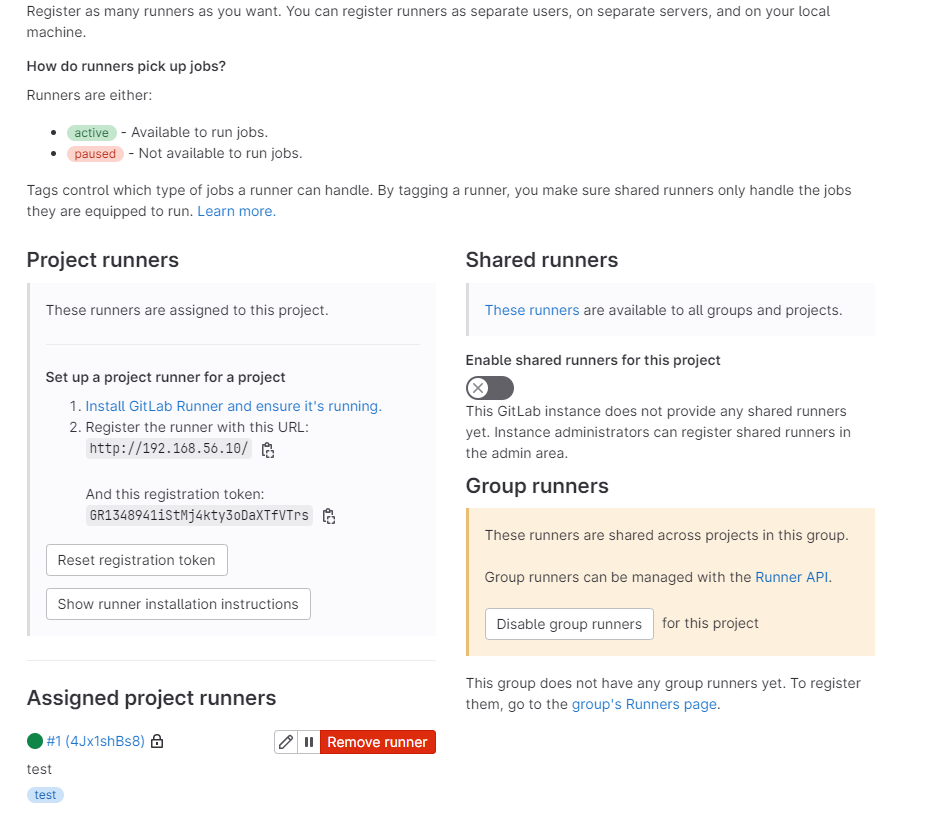 Register as many runners as you want. You can register runners as separate users, on separate servers, and on your local
machine.
How do runners pick up jobs?
Runners are either:
active - Available to run jobs.
paused - Not available to run jobs.
Tags control which type of jobs a runner can handle. By tagging a runner, you make sure shared runners only handle the jobs
they are equipped to run. Learn more.
Project runners
These runners are assigned to this project.
Set up a project runner for a project
1. Install GitLab Runner and ensure it's running.
2. Register the runner with this URL:
http://192.168.56.10/
And this registration token:
GR1348941iStMj4kty3oDaXTfVTrs
Reset registration token
Show runner installation instructions
Assigned project runners
#1 (4Jx1shBs8)
Remove runner
test
test
Shared runners
These runners are available to all groups and projects.
Enable shared runners for this project
This GitLab instance does not provide any shared runners
yet. Instance administrators can register shared runners in
the admin area.
Group runners
These runners are shared across projects in this group.
Group runners can be managed with the Runner API.
Disable group runners for this project
This group does not have any group runners yet. To register
them, go to the group's Runners page.